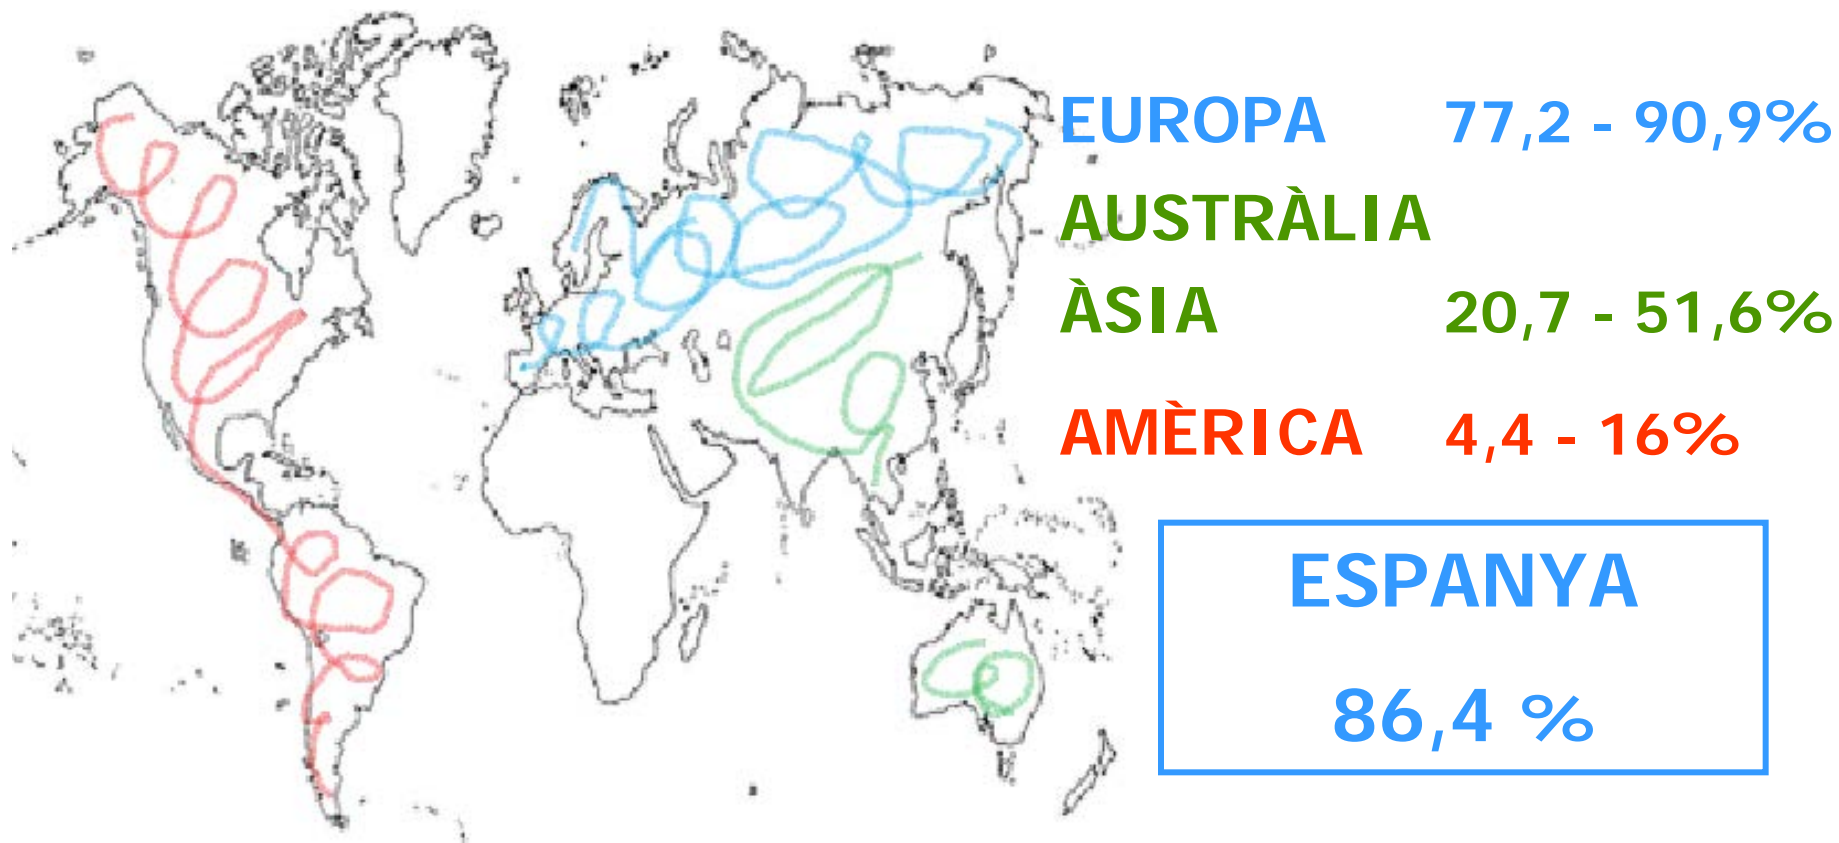 EUROPA 77,2 - 90,9%
AUSTRÀLIA
ÀSIA 20,7 - 51,6%
AMÈRICA 4,4 - 16%
ESPANYA
86,4 %